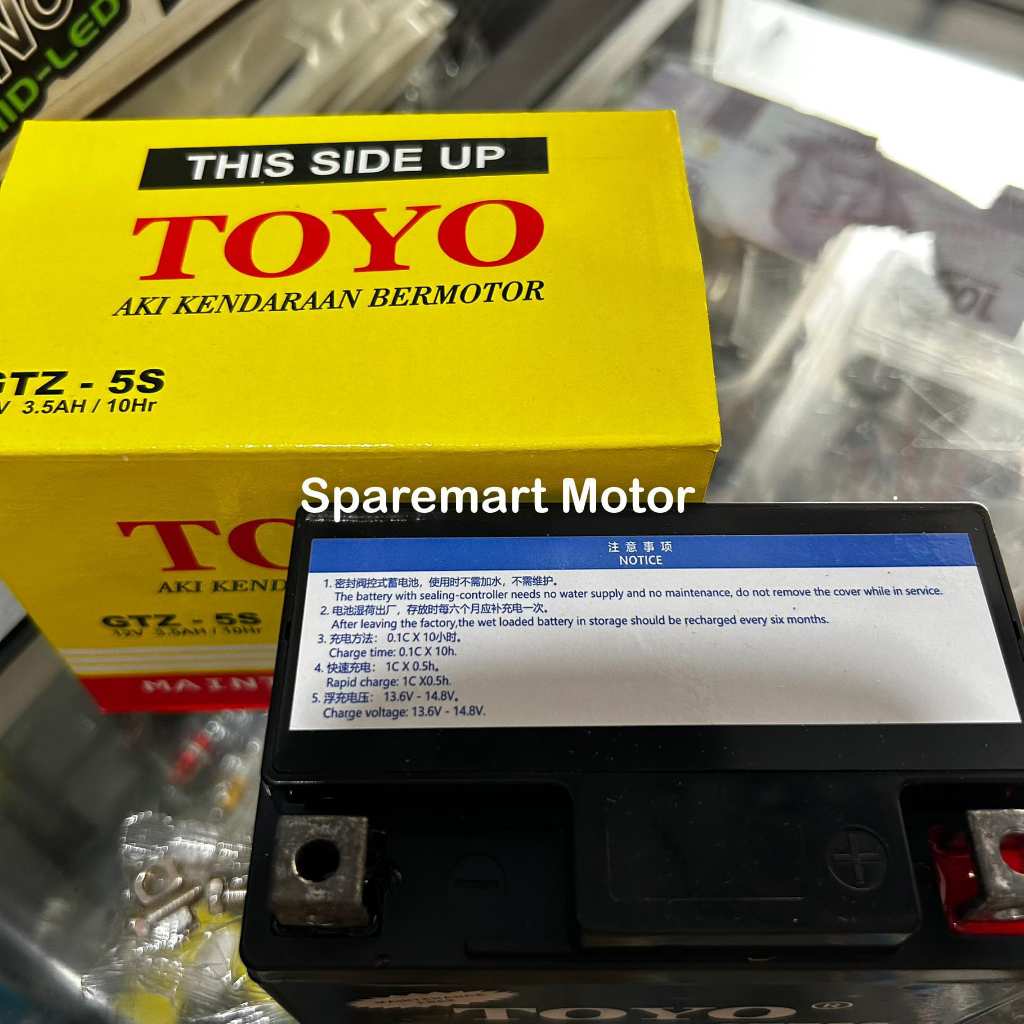 THIS SIDE UP
TOYO
AKI KENDARAAN BERMOTOR
GTZ - 5S
3.5AH / 10Hr
Sparemart Motor
AKI KEND
GTZ - 5S
12V 3.5AH / 10Hr
MAINT
注意事项
NOTICE
1. 密封阀控式蓄电池，使用时不需加水，不需维护。
The battery with sealing-controller needs no water supply and no maintenance, do not remove the cover while in service.
2. 电池湿荷出厂，存放时每六个月应补充电一次。
After leaving the factory,the wet loaded battery in storage should be recharged every six months.
3. 充电方法： 0.1C X 10小时。
Charge time: 0.1C X 10h.
4. 快速充电： 1C X 0.5h。
Rapid charge: 1C X0.5h.
5. 浮充电压： 13.6V - 14.8V。
Charge voltage: 13.6V - 14.8V.
TOYO®